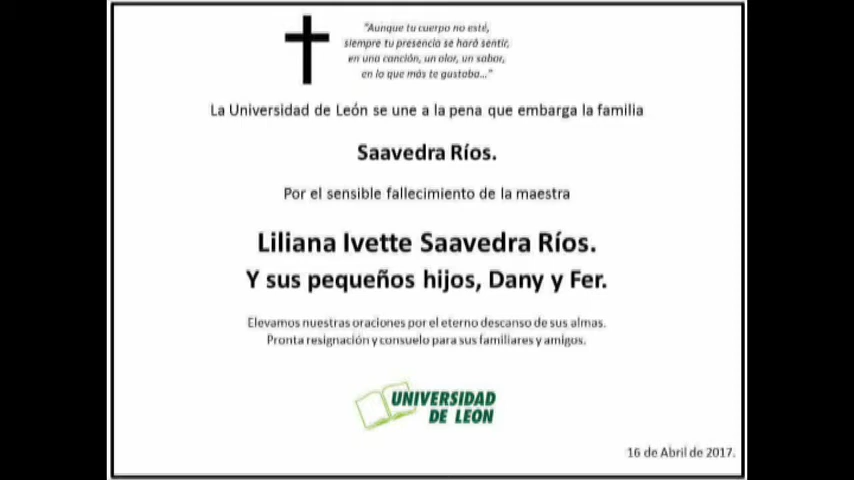 "Aunque tu cuerpo no esté,
siempre tu presencia se hará sentir,
en una canción, un olor, un sabor,
en lo que más te gustaba..."
La Universidad de León se une a la pena que embarga la familia
Saavedra Ríos.
Por el sensible fallecimiento de la maestra
Liliana Ivette Saavedra Ríos.
Y sus pequeños hijos, Dany y Fer.
Elevamos nuestras oraciones por el eterno descanso de sus almas.
Pronta resignación y consuelo para sus familiares y amigos.
UNIVERSIDAD
DE LEON
16 de Abril de 2017.